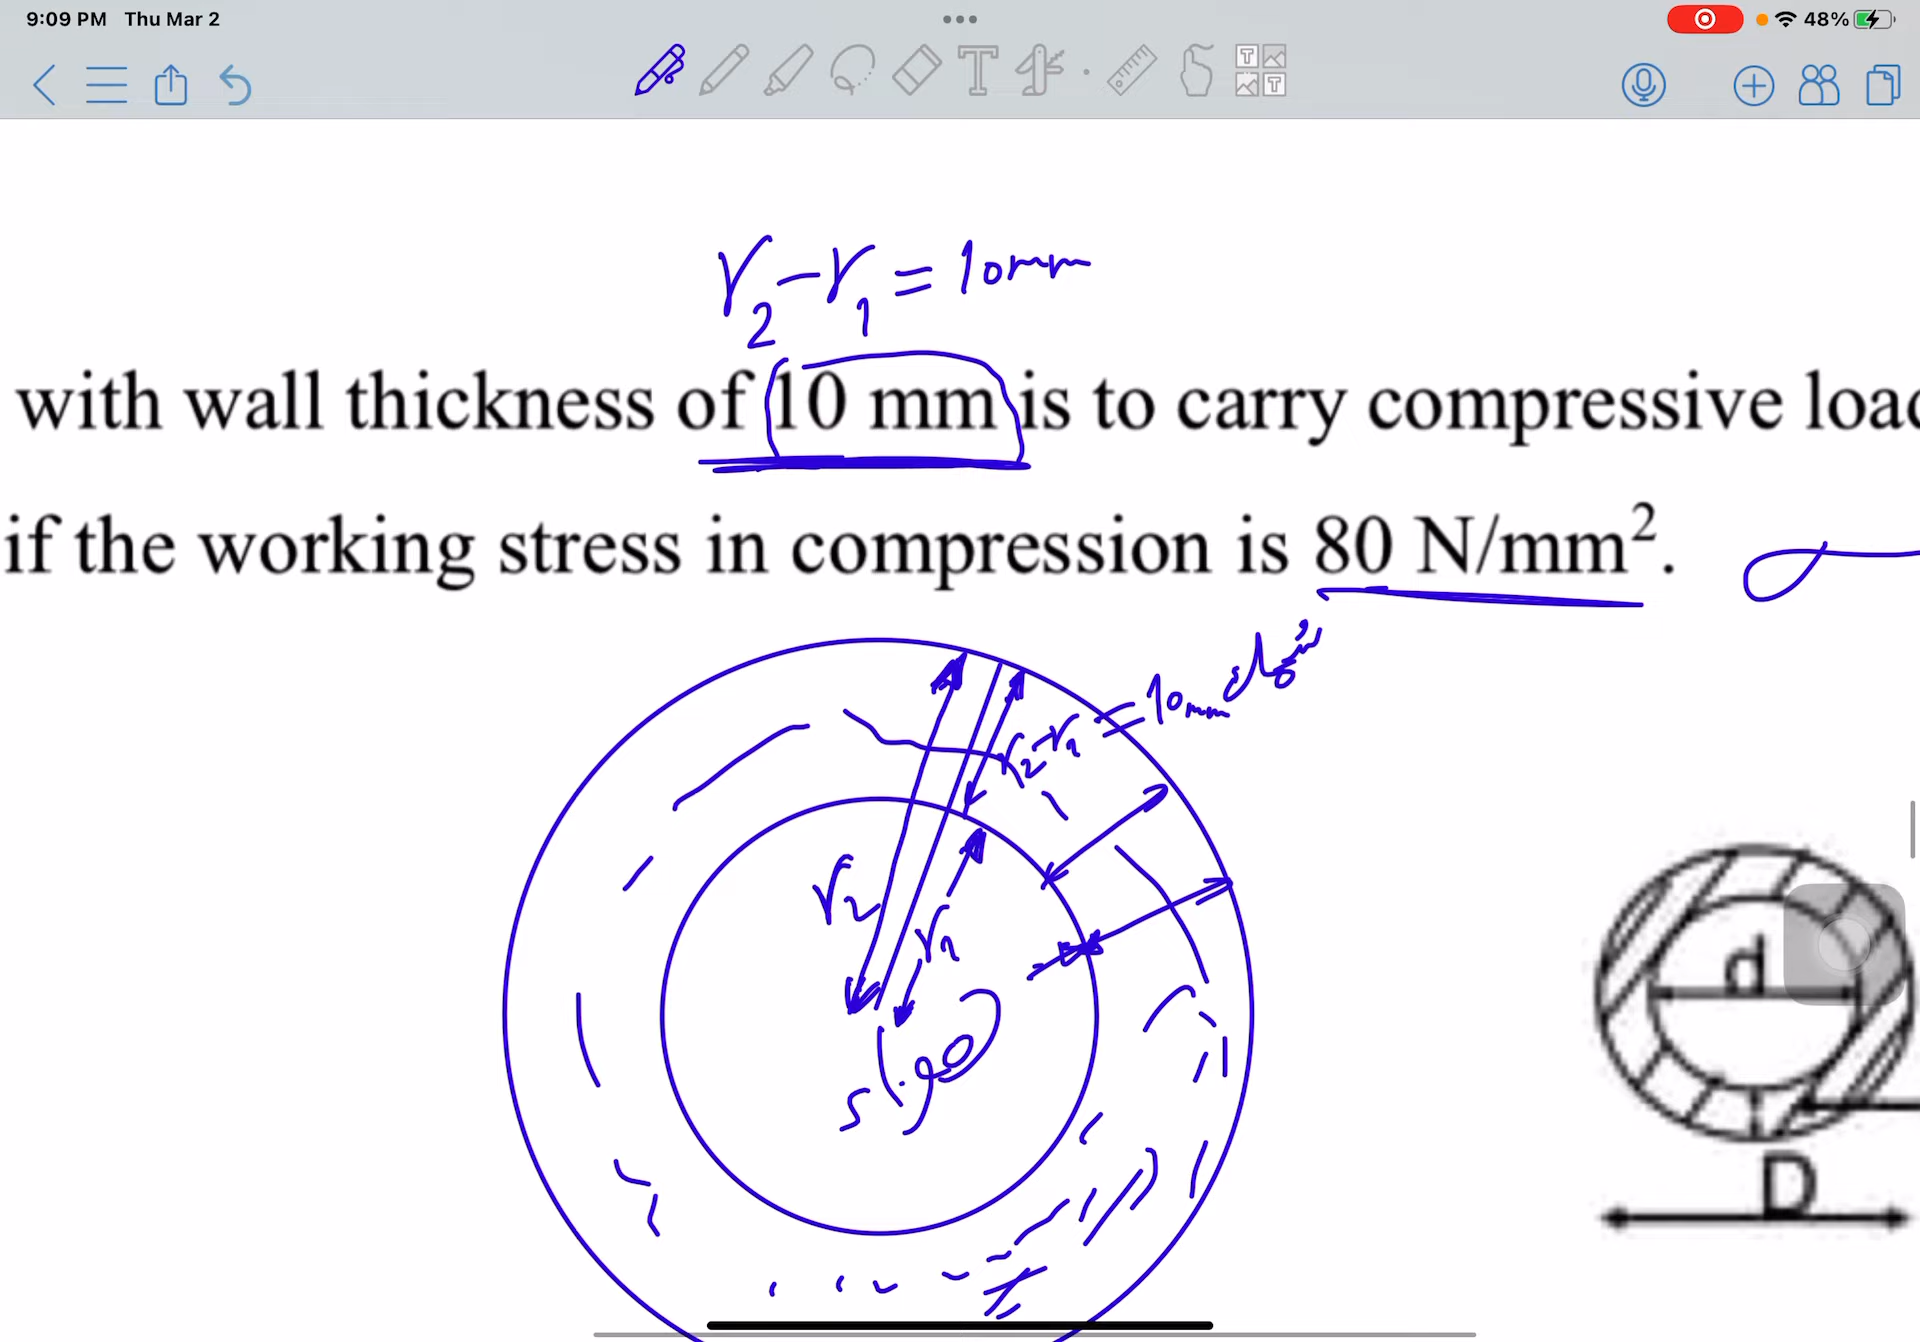 9:09 PM Thu Mar 2
48%
r₂ - r₁ = 10mm
with wall thickness of 10 mm is to carry compressive load
if the working stress in compression is 80 N/mm².
r₂-r₁ = 10mm
r₂
r₁
d
D